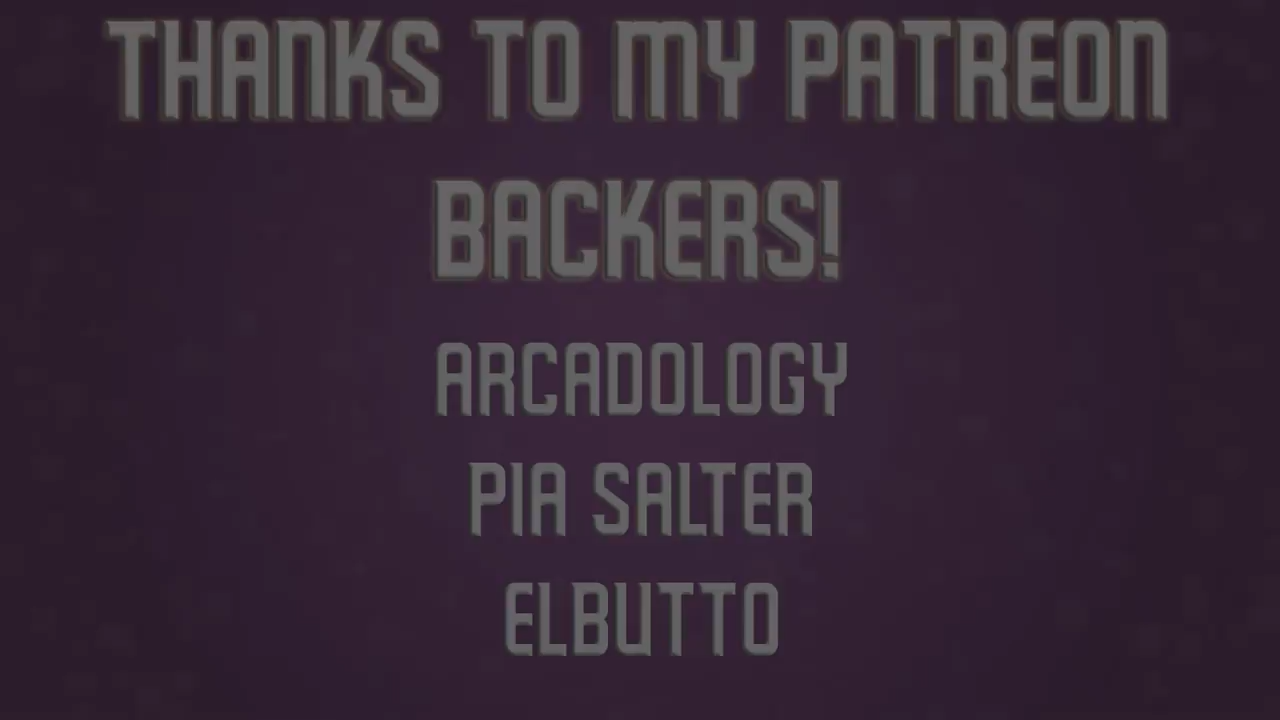 THANKS TO MY PATREON
BACKERS!
ARCADOLOGY
PIA SALTER
ELBUTTO